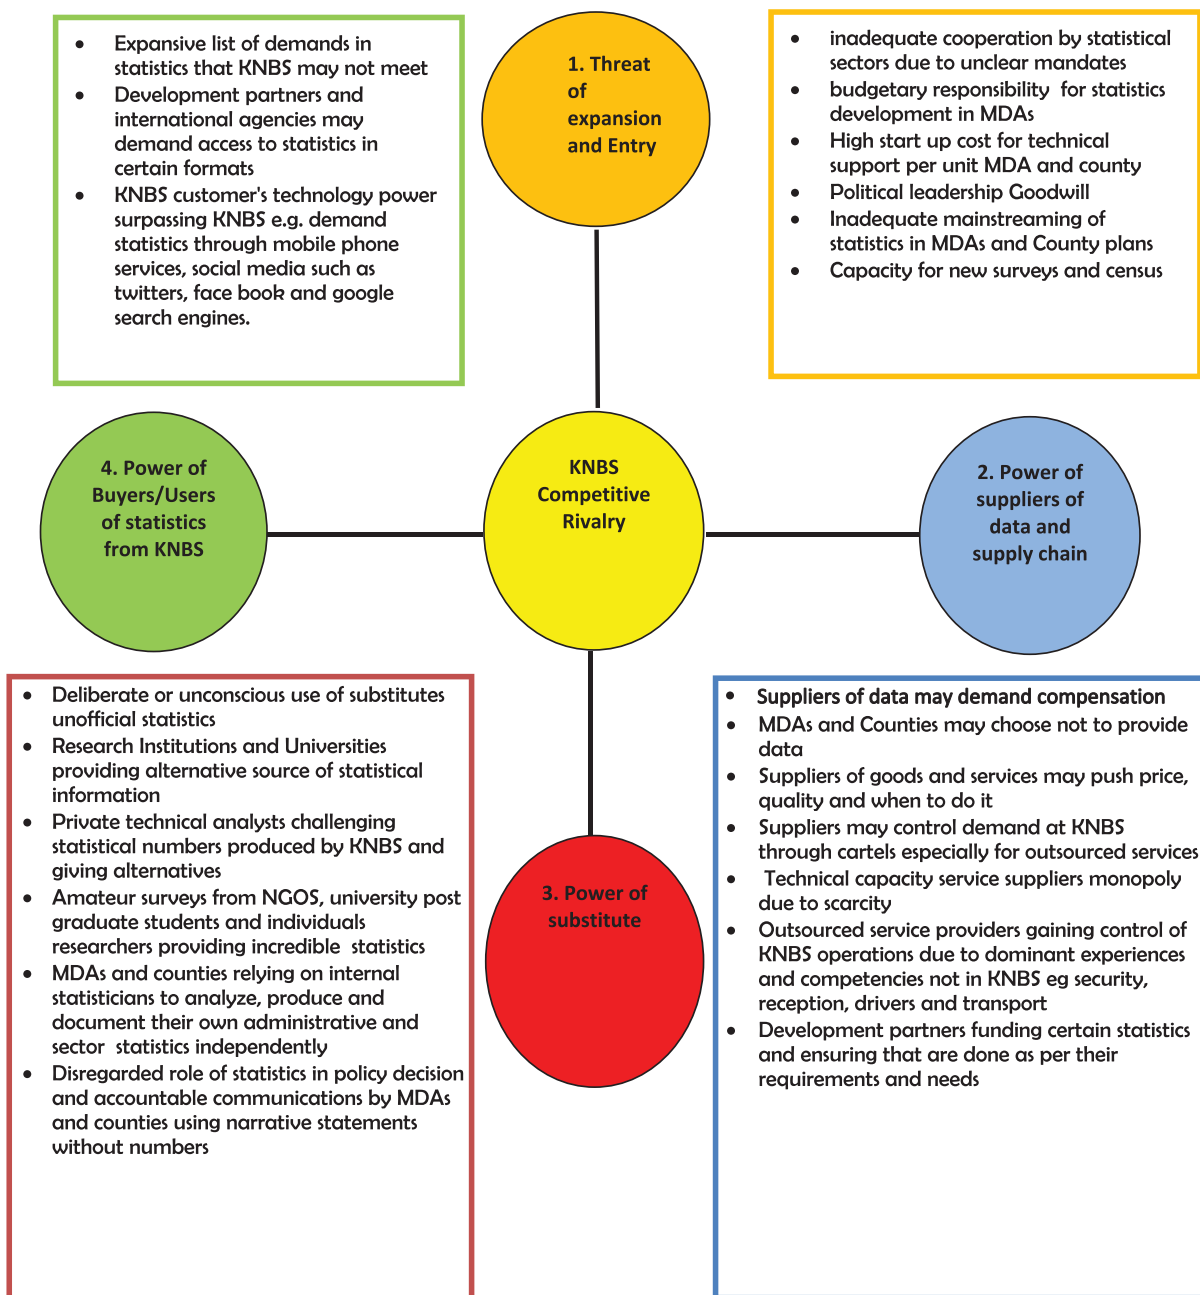 • Expansive list of demands in
statistics that KNBS may not meet
• Development partners and
international agencies may
demand access to statistics in
certain formats
• KNBS customer's technology power
surpassing KNBS e.g. demand
statistics through mobile phone
services, social media such as
twitters, face book and google
search engines.
1. Threat
of
expansion
and Entry
• inadequate cooperation by statistical
sectors due to unclear mandates
• budgetary responsibility for statistics
development in MDAs
• High start up cost for technical
support per unit MDA and county
• Political leadership Goodwill
• Inadequate mainstreaming of
statistics in MDAs and County plans
• Capacity for new surveys and census
4. Power of
Buyers/Users
of statistics
from KNBS
KNBS
Competitive
Rivalry
2. Power of
suppliers of
data and
supply chain
• Deliberate or unconscious use of substitutes
unofficial statistics
• Research Institutions and Universities
providing alternative source of statistical
information
• Private technical analysts challenging
statistical numbers produced by KNBS and
giving alternatives
• Amateur surveys from NGOS, university post
graduate students and individuals
researchers providing incredible statistics
• MDAs and counties relying on internal
statisticians to analyze, produce and
document their own administrative and
sector statistics independently
• Disregarded role of statistics in policy decision
and accountable communications by MDAs
and counties using narrative statements
without numbers
3. Power of
substitute
• Suppliers of data may demand compensation
• MDAs and Counties may choose not to provide
data
• Suppliers of goods and services may push price,
quality and when to do it
• Suppliers may control demand at KNBS
through cartels especially for outsourced services
• Technical capacity service suppliers monopoly
due to scarcity
• Outsourced service providers gaining control of
KNBS operations due to dominant experiences
and competencies not in KNBS eg security,
reception, drivers and transport
• Development partners funding certain statistics
and ensuring that are done as per their
requirements and needs